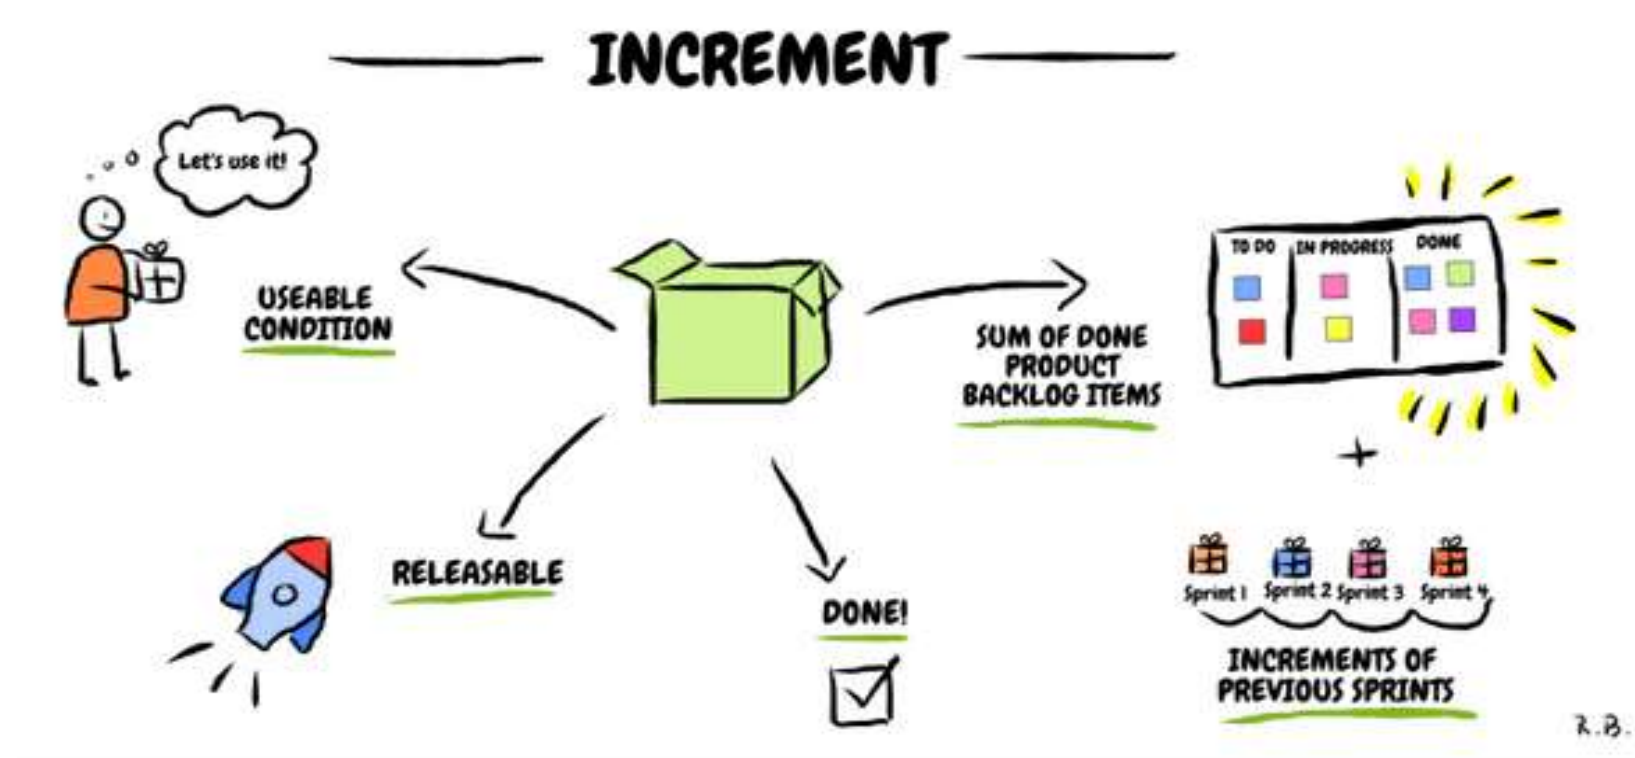 INCREMENT
Let's use it!
USEABLE
CONDITION
SUM OF DONE
PRODUCT
BACKLOG ITEMS
TO DO IN PROGRESS DONE
+
RELEASABLE
DONE!
Sprint 1 Sprint 2 Sprint 3 Sprint 4
INCREMENTS OF
PREVIOUS SPRINTS
R.B.